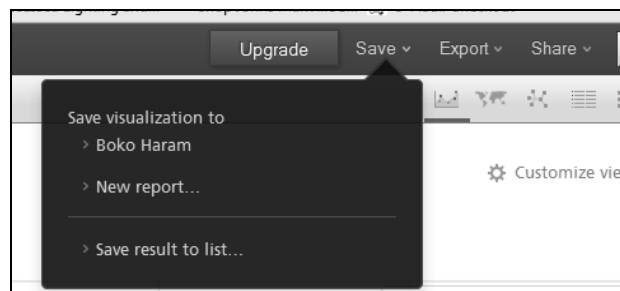 Upgrade Save Export Share
Save visualization to
> Boko Haram
> New report...
> Save result to list...
Customize vie